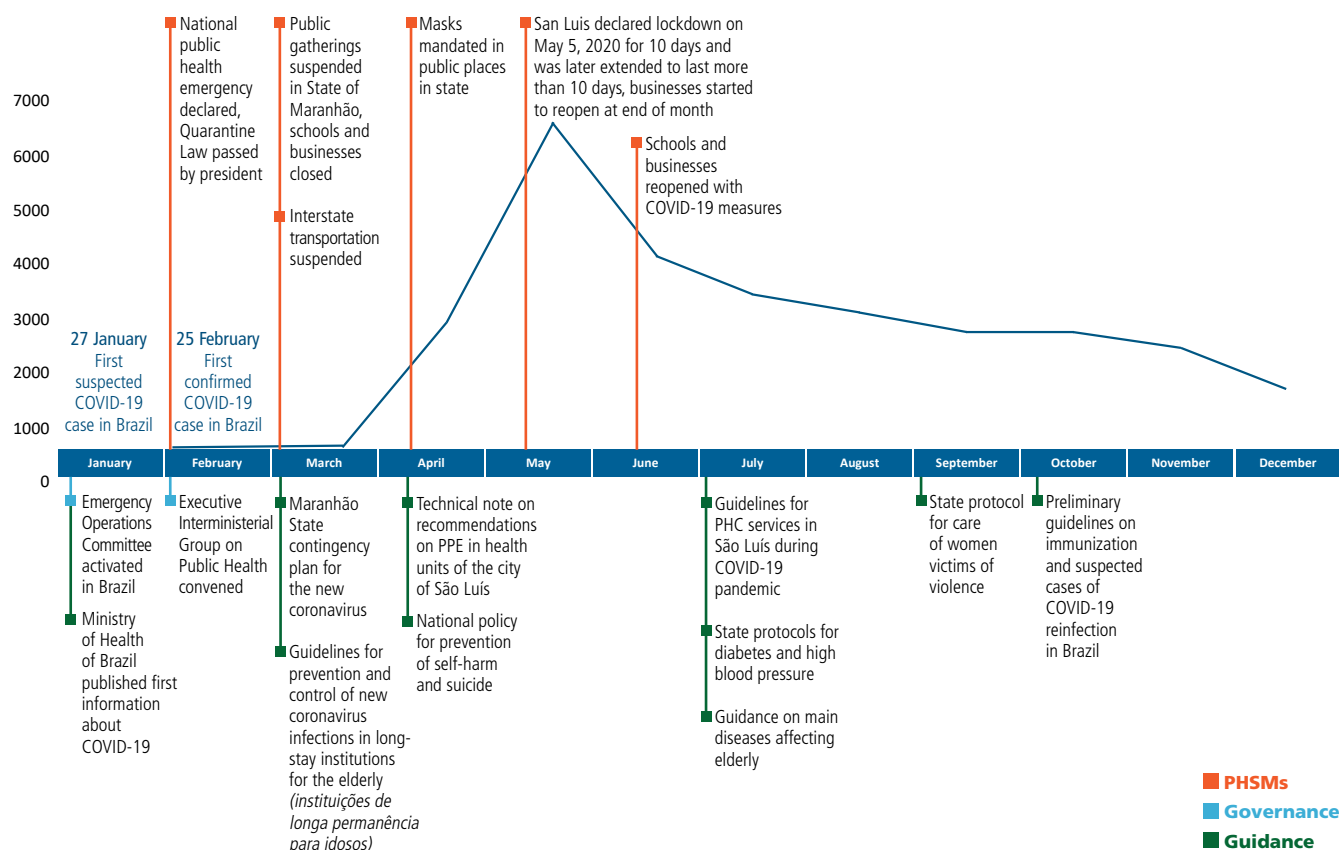 National
public
health
emergency
declared,
Quarantine
Law passed
by president
Public
gatherings
suspended
in State of
Maranhão,
schools and
businesses
closed
Interstate
transportation
suspended
Masks
mandated in
public places
in state
San Luis declared lockdown on
May 5, 2020 for 10 days and
was later extended to last more
than 10 days, businesses started
to reopen at end of month
Schools and
businesses
reopened with
COVID-19 measures
7000
6000
5000
4000
3000
2000
1000
0
27 January
First
suspected
COVID-19
case in Brazil
25 February
First
confirmed
COVID-19
case in Brazil
January February March April May June July August September October November December
Emergency
Operations
Committee
activated
in Brazil
Ministry
of Health
of Brazil
published first
information
about
COVID-19
Executive
Interministerial
Group on
Public Health
convened
Maranhão
State
contingency
plan for
the new
coronavirus
Guidelines for
prevention and
control of new
coronavirus
infections in long-
stay institutions
for the elderly
(instituições de
longa permanência
para idosos)
Technical note on
recommendations
on PPE in health
units of the city
of São Luís
National policy
for prevention
of self-harm
and suicide
Guidelines for
PHC services in
São Luís during
COVID-19
pandemic
State protocols for
diabetes and high
blood pressure
Guidance on main
diseases affecting
elderly
State protocol
for care
of women
victims of
violence
Preliminary
guidelines on
immunization
and suspected
cases of
COVID-19
reinfection
in Brazil
PHSMs
Governance
Guidance